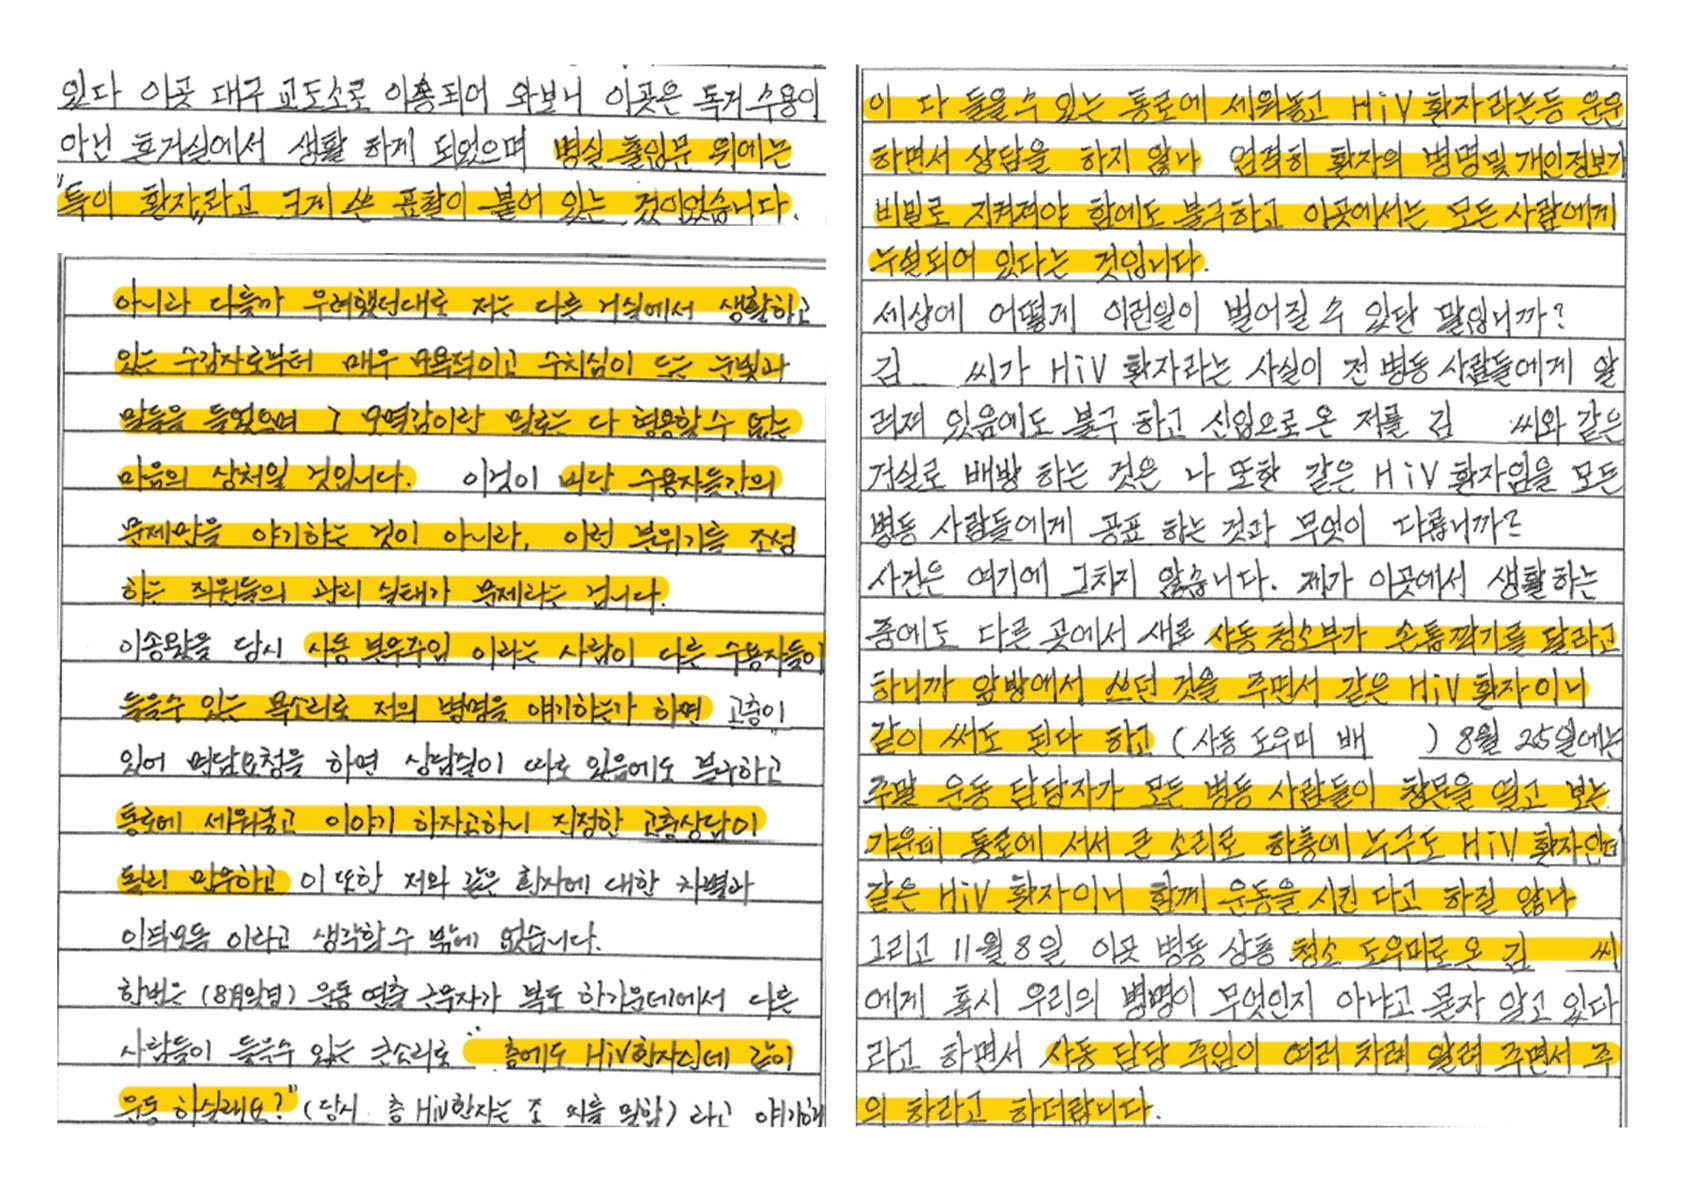 있다 이곳 대구 교도소로 이송되어 와보니 이곳은 독거 수용이
아닌 혼거실에서 생활 하게 되었으며 병실 출입문 위에는
"특이 환자"라고 크게 쓴 표찰이 붙어 있는 것이었습니다.
아니라 다를까 우려했던대로 저는 다른 거실에서 생활하고
있는 수감자로부터 매우 모욕적이고 수치심이 드는 눈빛과
말들을 들었으며 그 모멸감이란 말로는 다 형용할 수 없는
마음의 상처일 것입니다. 이것이 비단 수용자들간의
문제만을 야기하는 것이 아니라, 이런 분위기를 조성
하는 직원들의 관리 실태가 문제라는 겁니다.
이송왔을 당시 사동 부우주임 이라는 사람이 다른 수용자들이
들을수 있는 목소리로 저의 병명을 얘기하는가 하면 고충이
있어 면담요청을 하면 상담실이 따로 있음에도 불구하고
통로에 세워놓고 이야기 하자고하니 진정한 고충상담이
될리 만무하고 이 또한 저와 같은 환자에 대한 차별과
이라고 생각할 수 밖에 없습니다.
한번은 (8월말경) 운동 연출 근무자가 복도 한가운데에서 다른
사람들이 들을수 있는 큰소리로 " 층에도 HiV환자인데 같이
운동 하실래요?" (당시 층 HiV환자는 조 씨를 말함) 라고 얘기해
이 다 들을 수 있는 통로에 세워놓고 HiV 환자라는등 운운
하면서 상담을 하지 않나 엄격히 환자의 병명및 개인정보가
비밀로 지켜져야 함에도 불구하고 이곳에서는 모든 사람에게
누설되어 있다는 것입니다.
세상에 어떻게 이런일이 벌어질 수 있단 말입니까?
김 씨가 HiV 환자라는 사실이 전 병동 사람들에게 알
려져 있음에도 불구 하고 신입으로 온 저를 김 씨와 같은
거실로 배방 하는 것은 나 또한 같은 HiV 환자임을 모든
병동 사람들에게 공표 하는 것과 무엇이 다릅니까?
사건은 여기에 그치지 않습니다. 제가 이곳에서 생활하는
중에도 다른 곳에서 새로 사동 청소부가 손톱깎기를 달라고
하니까 앞방에서 쓰던 것을 주면서 같은 HiV 환자이니
같이 써도 된다 하고 (사동 도우미 배 ) 8월 25일에는
주말 운동 담당자가 모든 병동 사람들이 창문을 열고 보는
가운데 통로에 서서 큰 소리로 하층에 누구도 HiV 환자인데
같은 HiV 환자이니 함께 운동을 시킨 다고 하질 않나
그리고 11월 8일 이곳 병동 상층 청소 도우미로 온 김 씨
에게 혹시 우리의 병명이 무엇인지 아냐고 묻자 알고 있다
라고 하면서 사동 담당 주임이 여러 차례 알려 주면서 주
의 하라고 하더랍니다.